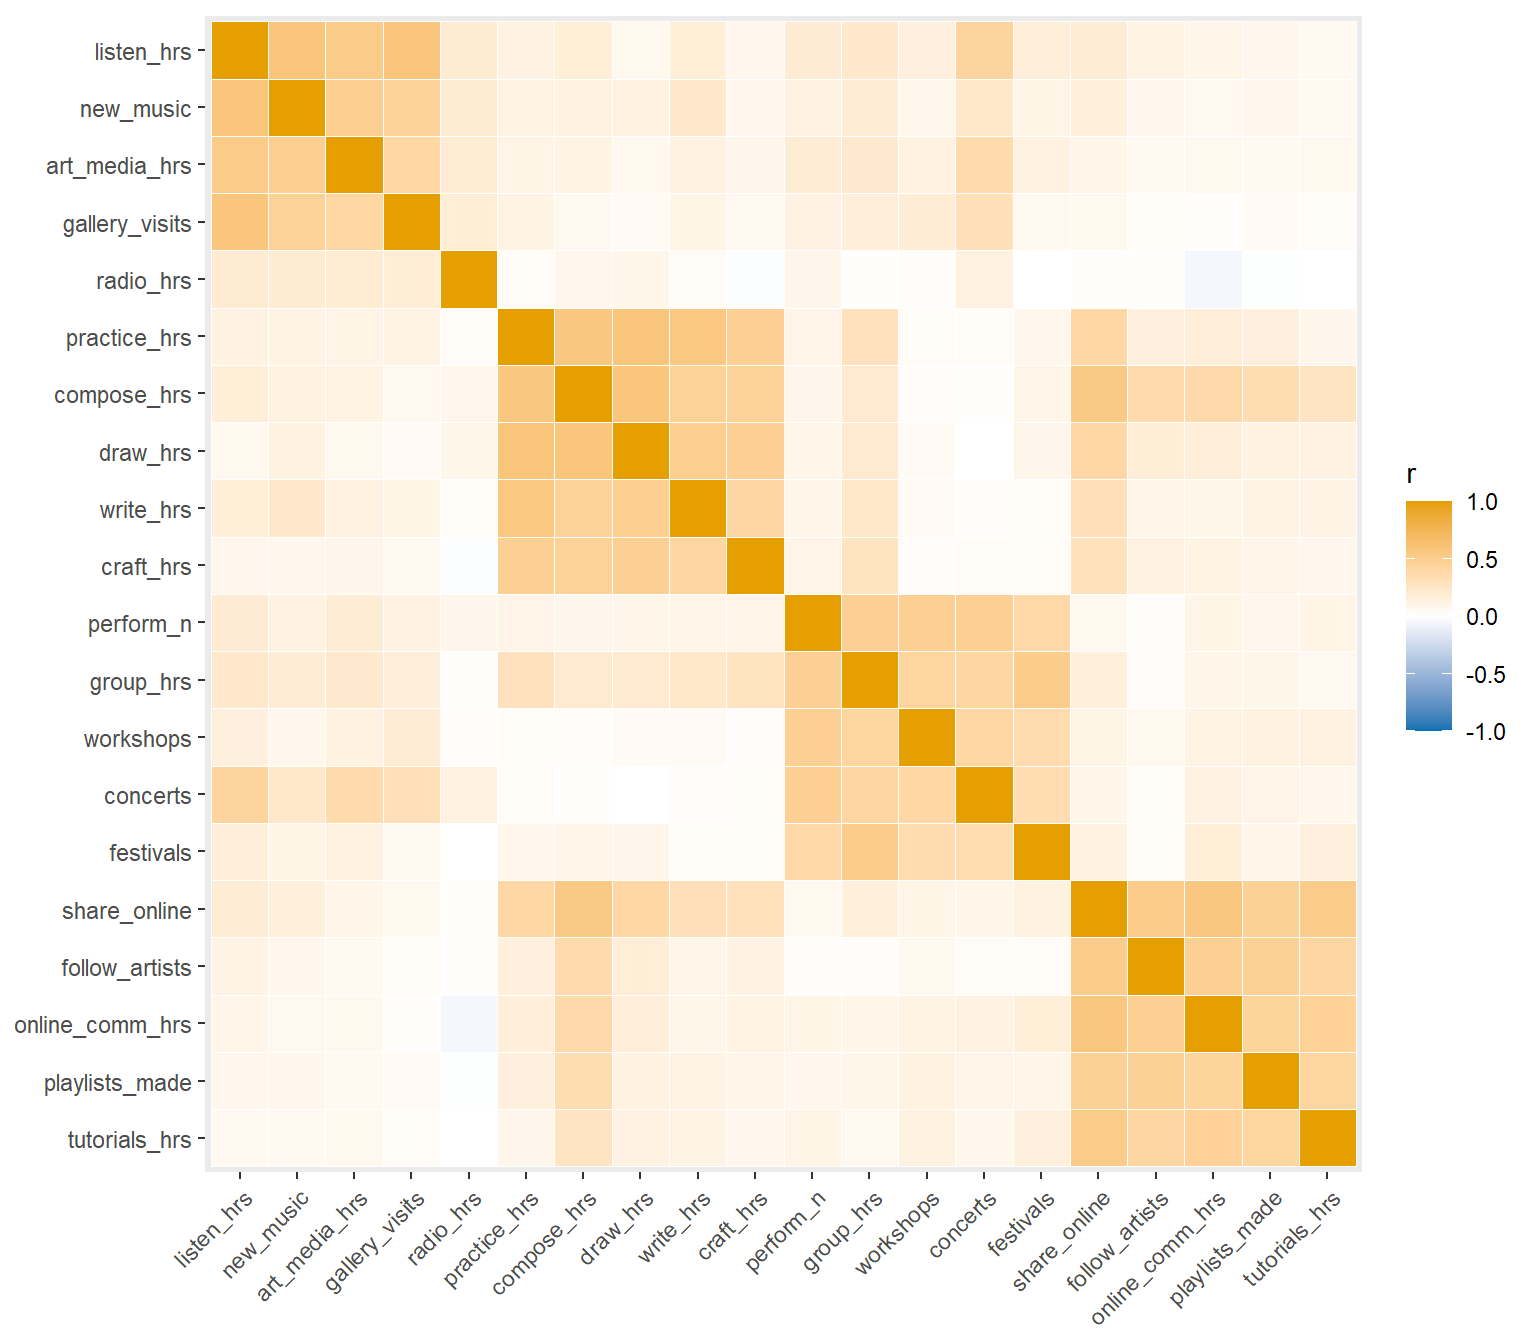 listen_hrs
new_music
art_media_hrs
gallery_visits
radio_hrs
practice_hrs
compose_hrs
draw_hrs
write_hrs
craft_hrs
perform_n
group_hrs
workshops
concerts
festivals
share_online
follow_artists
online_comm_hrs
playlists_made
tutorials_hrs
listen_hrs
new_music
art_media_hrs
gallery_visits
radio_hrs
practice_hrs
compose_hrs
draw_hrs
write_hrs
craft_hrs
perform_n
group_hrs
workshops
concerts
festivals
share_online
follow_artists
online_comm_hrs
playlists_made
tutorials_hrs
r
1.0
0.5
0.0
-0.5
-1.0